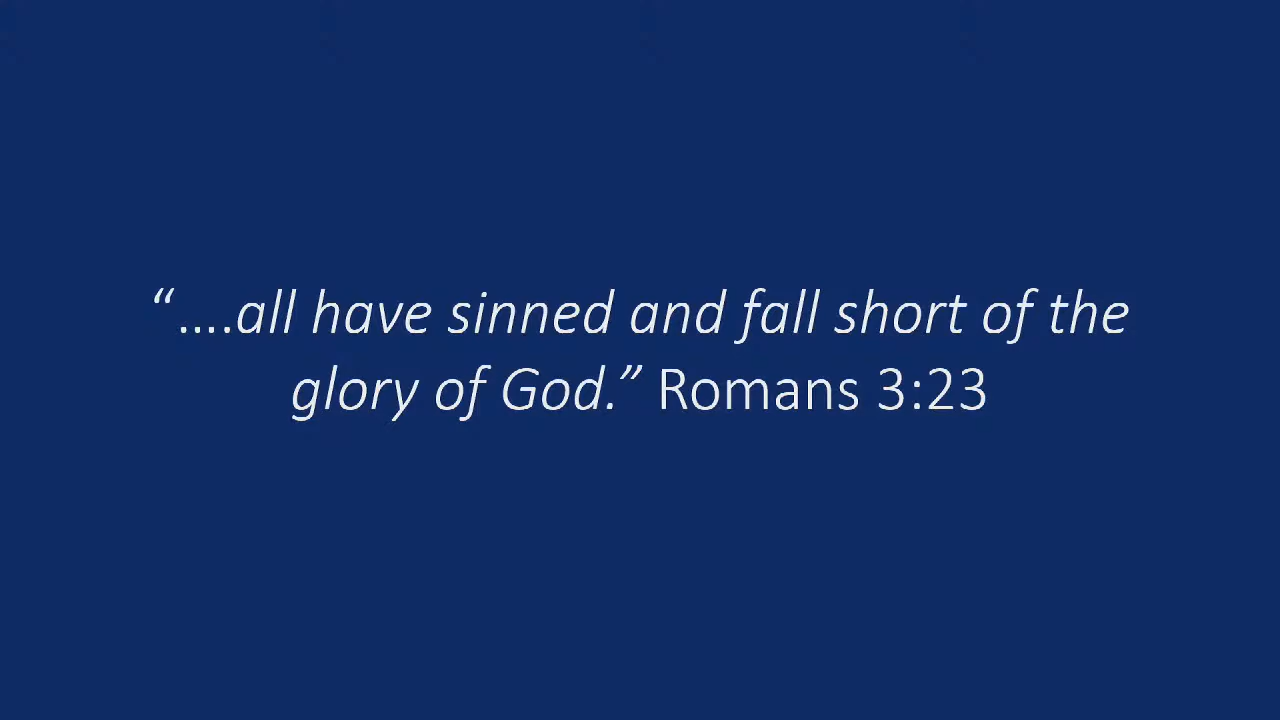 “....all have sinned and fall short of the
glory of God.” Romans 3:23